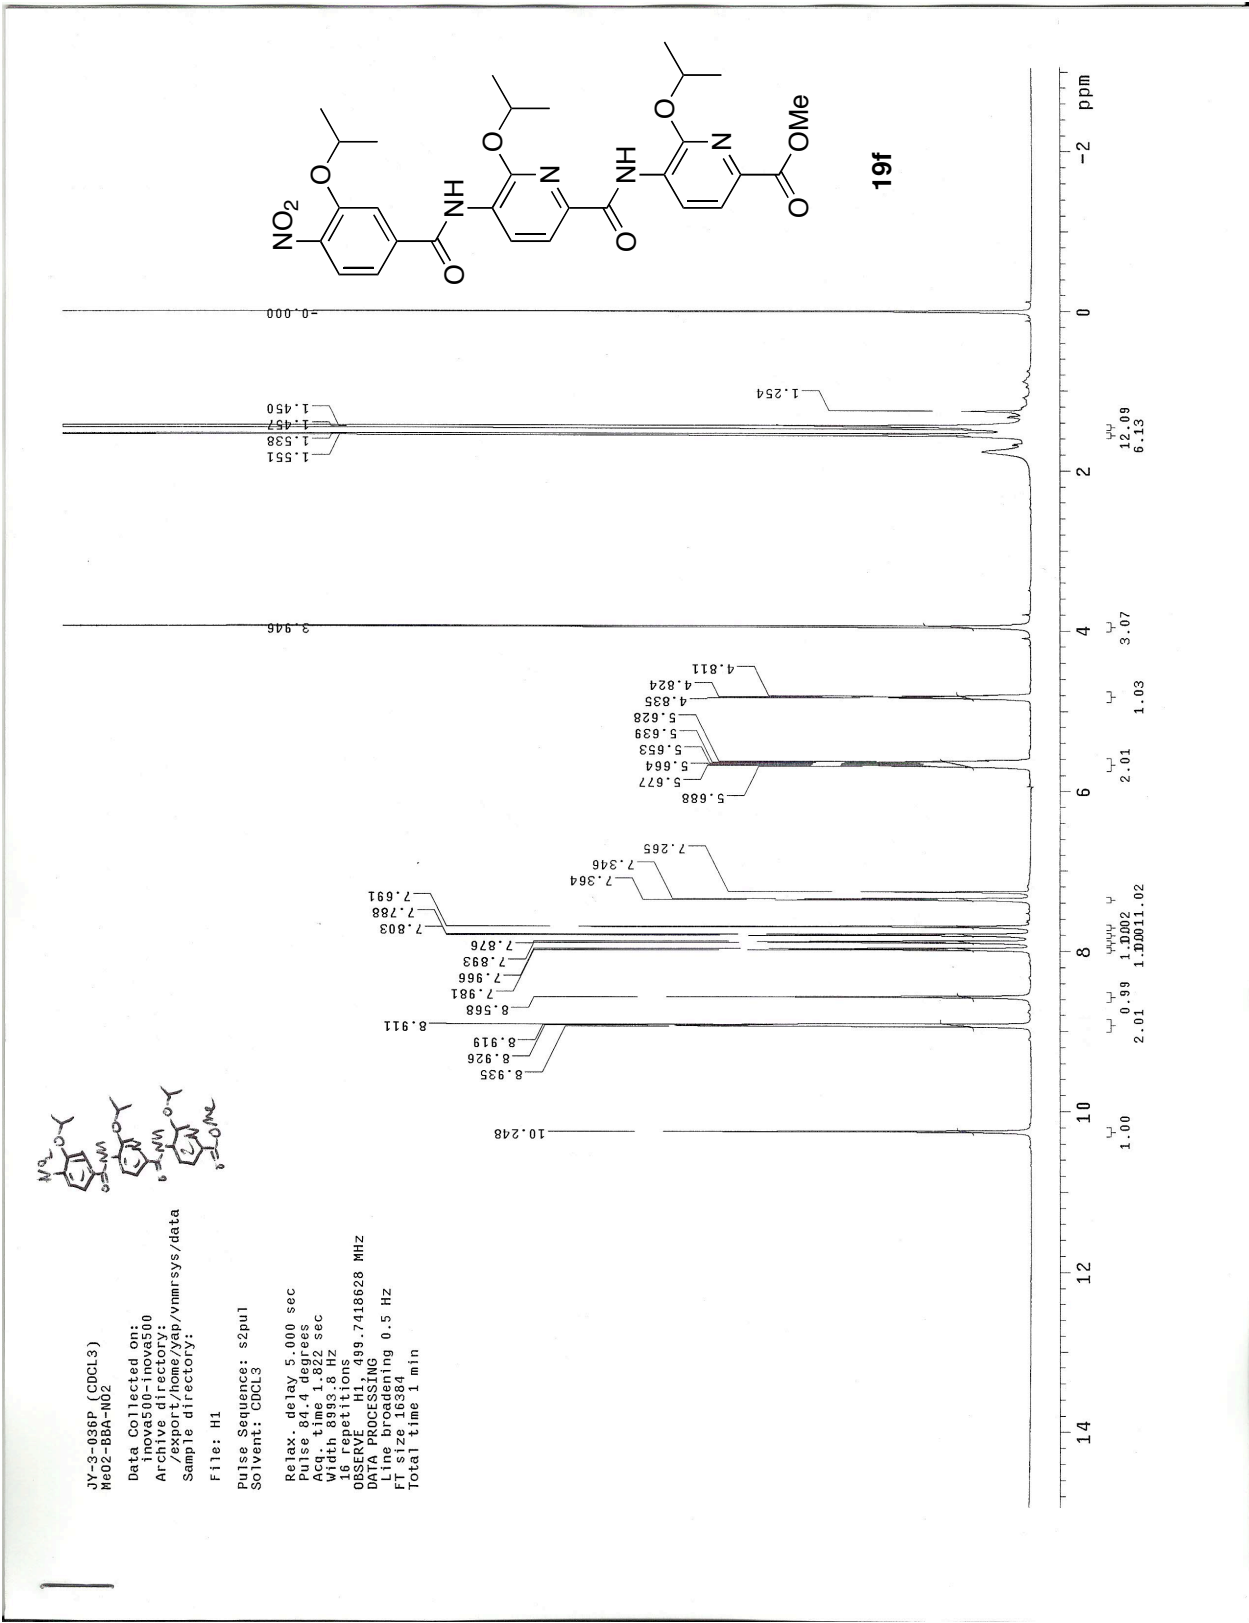 JY-3-036P (CDCL3)
MeO2-BBA-NO2
Data Collected on:
inova500-inova500
Archive directory:
/export/home/yap/vnmrsys/data
Sample directory:
File: H1
Pulse Sequence: s2pul
Solvent: CDCL3
Relax. delay 5.000 sec
Pulse 84.4 degrees
Acq. time 1.822 sec
Width 8993.8 Hz
16 repetitions
OBSERVE H1, 499.7418628 MHz
DATA PROCESSING
Line broadening 0.5 Hz
FT size 16384
Total time 1 min
NO2
O
O
O
NH
N
O
NH
O
O
N
O
OMe
NO2
O
O
NH
O
N
O
NH
O
N
O
OMe
19f
10.248
8.935
8.926
8.919
8.911
8.568
7.981
7.966
7.893
7.876
7.803
7.788
7.691
7.364
7.346
7.265
5.688
5.677
5.664
5.653
5.639
5.628
4.835
4.824
4.811
3.946
1.551
1.538
1.457
1.450
1.254
-0.000
14
12
10
8
6
4
2
0
-2
ppm
1.00
2.01
0.99
1.02
2.01
1.03
3.07
6.13
12.09